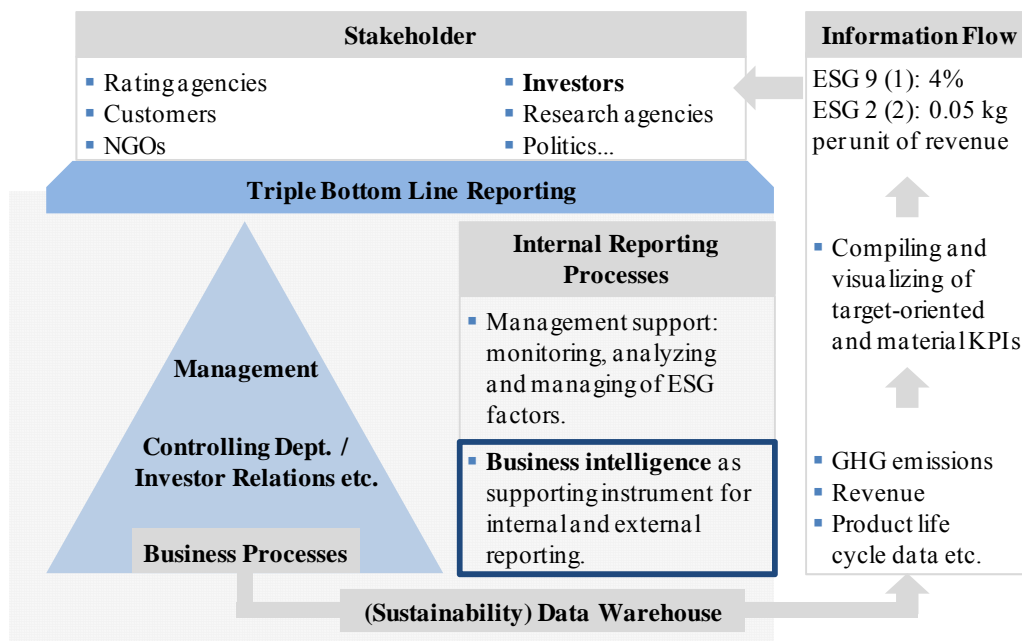 Stakeholder
Rating agencies
Customers
NGOs
Investors
Research agencies
Politics...
Information Flow
ESG 9 (1): 4%
ESG 2 (2): 0.05 kg
per unit of revenue
Triple Bottom Line Reporting
Management
Controlling Dept. /
Investor Relations etc.
Business Processes
Internal Reporting
Processes
Management support:
monitoring, analyzing
and managing of ESG
factors.
Business intelligence as
supporting instrument for
internal and external
reporting.
Compiling and
visualizing of
target-oriented
and material KPIs
GHG emissions
Revenue
Product life
cycle data etc.
(Sustainability) Data Warehouse